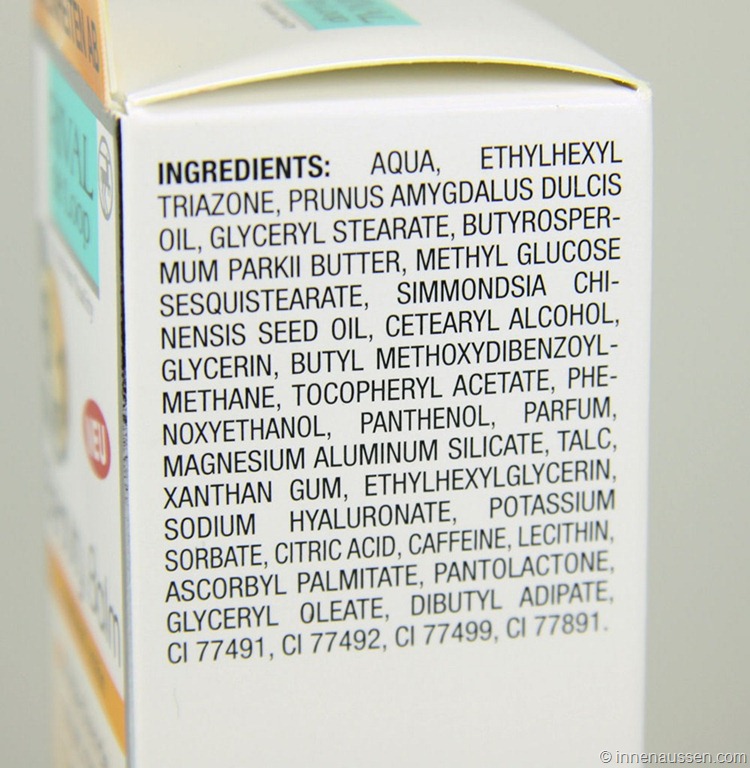 INGREDIENTS: AQUA, ETHYLHEXYL
TRIAZONE, PRUNUS AMYGDALUS DULCIS
OIL, GLYCERYL STEARATE, BUTYROSPER-
MUM PARKII BUTTER, METHYL GLUCOSE
SESQUISTEARATE, SIMMONDSIA CHI-
NENSIS SEED OIL, CETEARYL ALCOHOL,
GLYCERIN, BUTYL METHOXYDIBENZOYL-
METHANE, TOCOPHERYL ACETATE, PHE-
NOXYETHANOL, PANTHENOL, PARFUM,
MAGNESIUM ALUMINUM SILICATE, TALC,
XANTHAN GUM, ETHYLHEXYLGLYCERIN,
SODIUM HYALURONATE, POTASSIUM
SORBATE, CITRIC ACID, CAFFEINE, LECITHIN,
ASCORBYL PALMITATE, PANTOLACTONE,
GLYCERYL OLEATE, DIBUTYL ADIPATE,
CI 77491, CI 77492, CI 77499, CI 77891.
NEU
© innenaussen.com